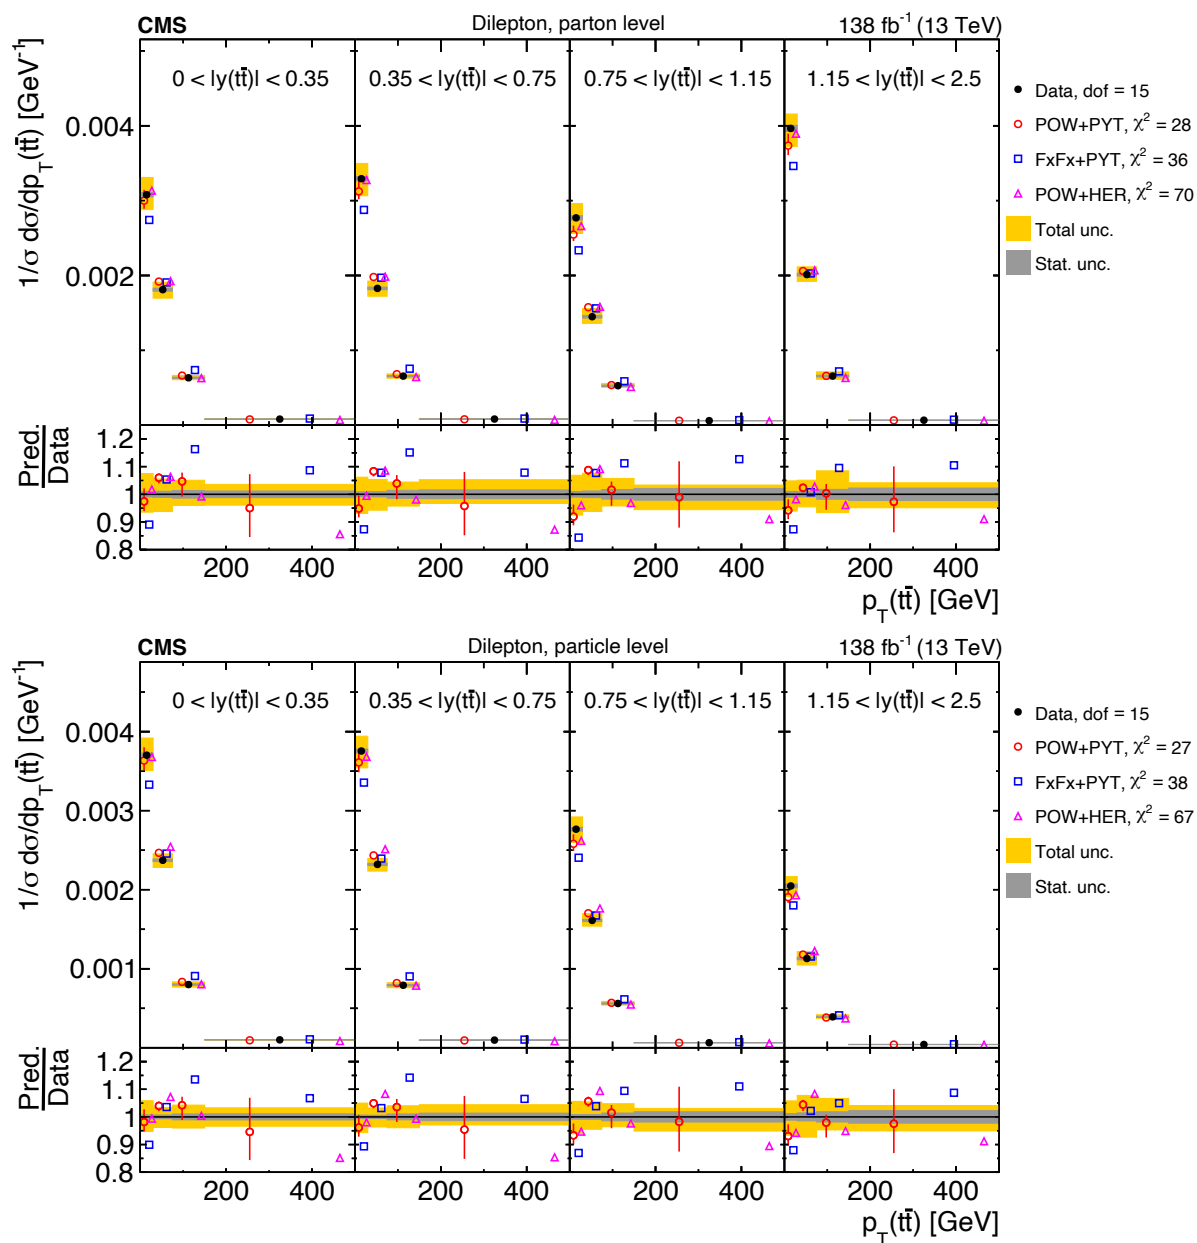 CMS Dilepton, parton level 138 fb⁻¹ (13 TeV)
0 < |y(tt̄)| < 0.35 0.35 < |y(tt̄)| < 0.75 0.75 < |y(tt̄)| < 1.15 1.15 < |y(tt̄)| < 2.5
1/σ dσ/dp_T(tt̄) [GeV⁻¹]
0.004
0.002
Data, dof = 15
POW+PYT, χ² = 28
FxFx+PYT, χ² = 36
POW+HER, χ² = 70
Total unc.
Stat. unc.
Pred.
Data
1.2
1.1
1
0.9
0.8
200 400 200 400 200 400 200 400
p_T(tt̄) [GeV]
CMS Dilepton, particle level 138 fb⁻¹ (13 TeV)
0 < |y(tt̄)| < 0.35 0.35 < |y(tt̄)| < 0.75 0.75 < |y(tt̄)| < 1.15 1.15 < |y(tt̄)| < 2.5
1/σ dσ/dp_T(tt̄) [GeV⁻¹]
0.004
0.003
0.002
0.001
Data, dof = 15
POW+PYT, χ² = 27
FxFx+PYT, χ² = 38
POW+HER, χ² = 67
Total unc.
Stat. unc.
Pred.
Data
1.2
1.1
1
0.9
0.8
200 400 200 400 200 400 200 400
p_T(tt̄) [GeV]